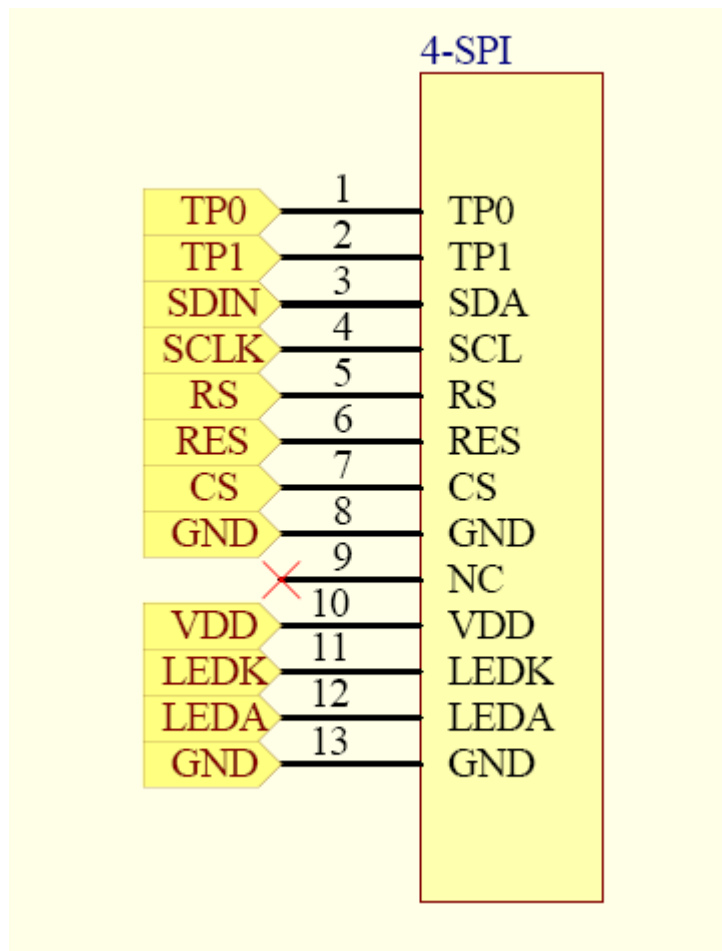 4-SPI
TP0 1 TP0
TP1 2 TP1
SDIN 3 SDA
SCLK 4 SCL
RS 5 RS
RES 6 RES
CS 7 CS
GND 8 GND
9 NC
VDD 10 VDD
LEDK 11 LEDK
LEDA 12 LEDA
GND 13 GND